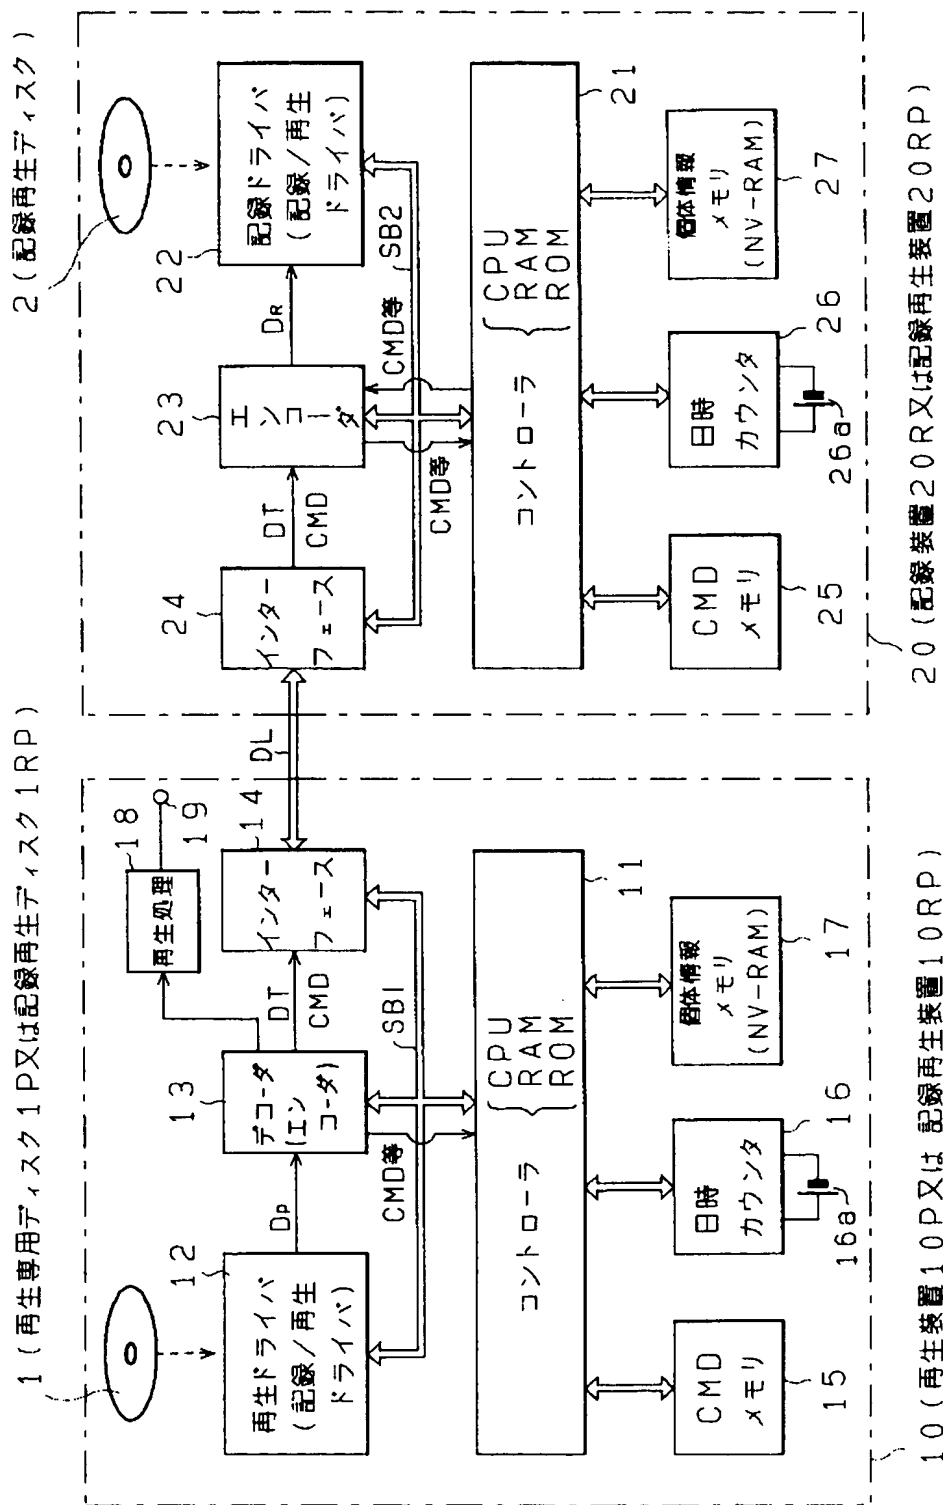 1(再生専用ディスク1P又は記録再生ディスク1RP)
2(記録再生ディスク)
12
再生ドライバ
(記録/再生
ドライバ)
DP
13
デコーダ
(エン
コーダ)
18
再生処理
19
DT
CMD
14
インター
フェース
SB1
CMD等
DL
24
インター
フェース
DT
CMD
23
エン
コー
ダ
DR
22
記録ドライバ
(記録/再生
ドライバ)
CMD等
CMD等
SB2
コントローラ
CPU
RAM
ROM
11
コントローラ
CPU
RAM
ROM
21
CMD
メモリ
15
日時
カウンタ
16
16a
個体情報
メモリ
(NV-RAM)
17
CMD
メモリ
25
日時
カウンタ
26
26a
個体情報
メモリ
(NV-RAM)
27
10(再生装置10P又は記録再生装置10RP)
20(記録装置20R又は記録再生装置20RP)